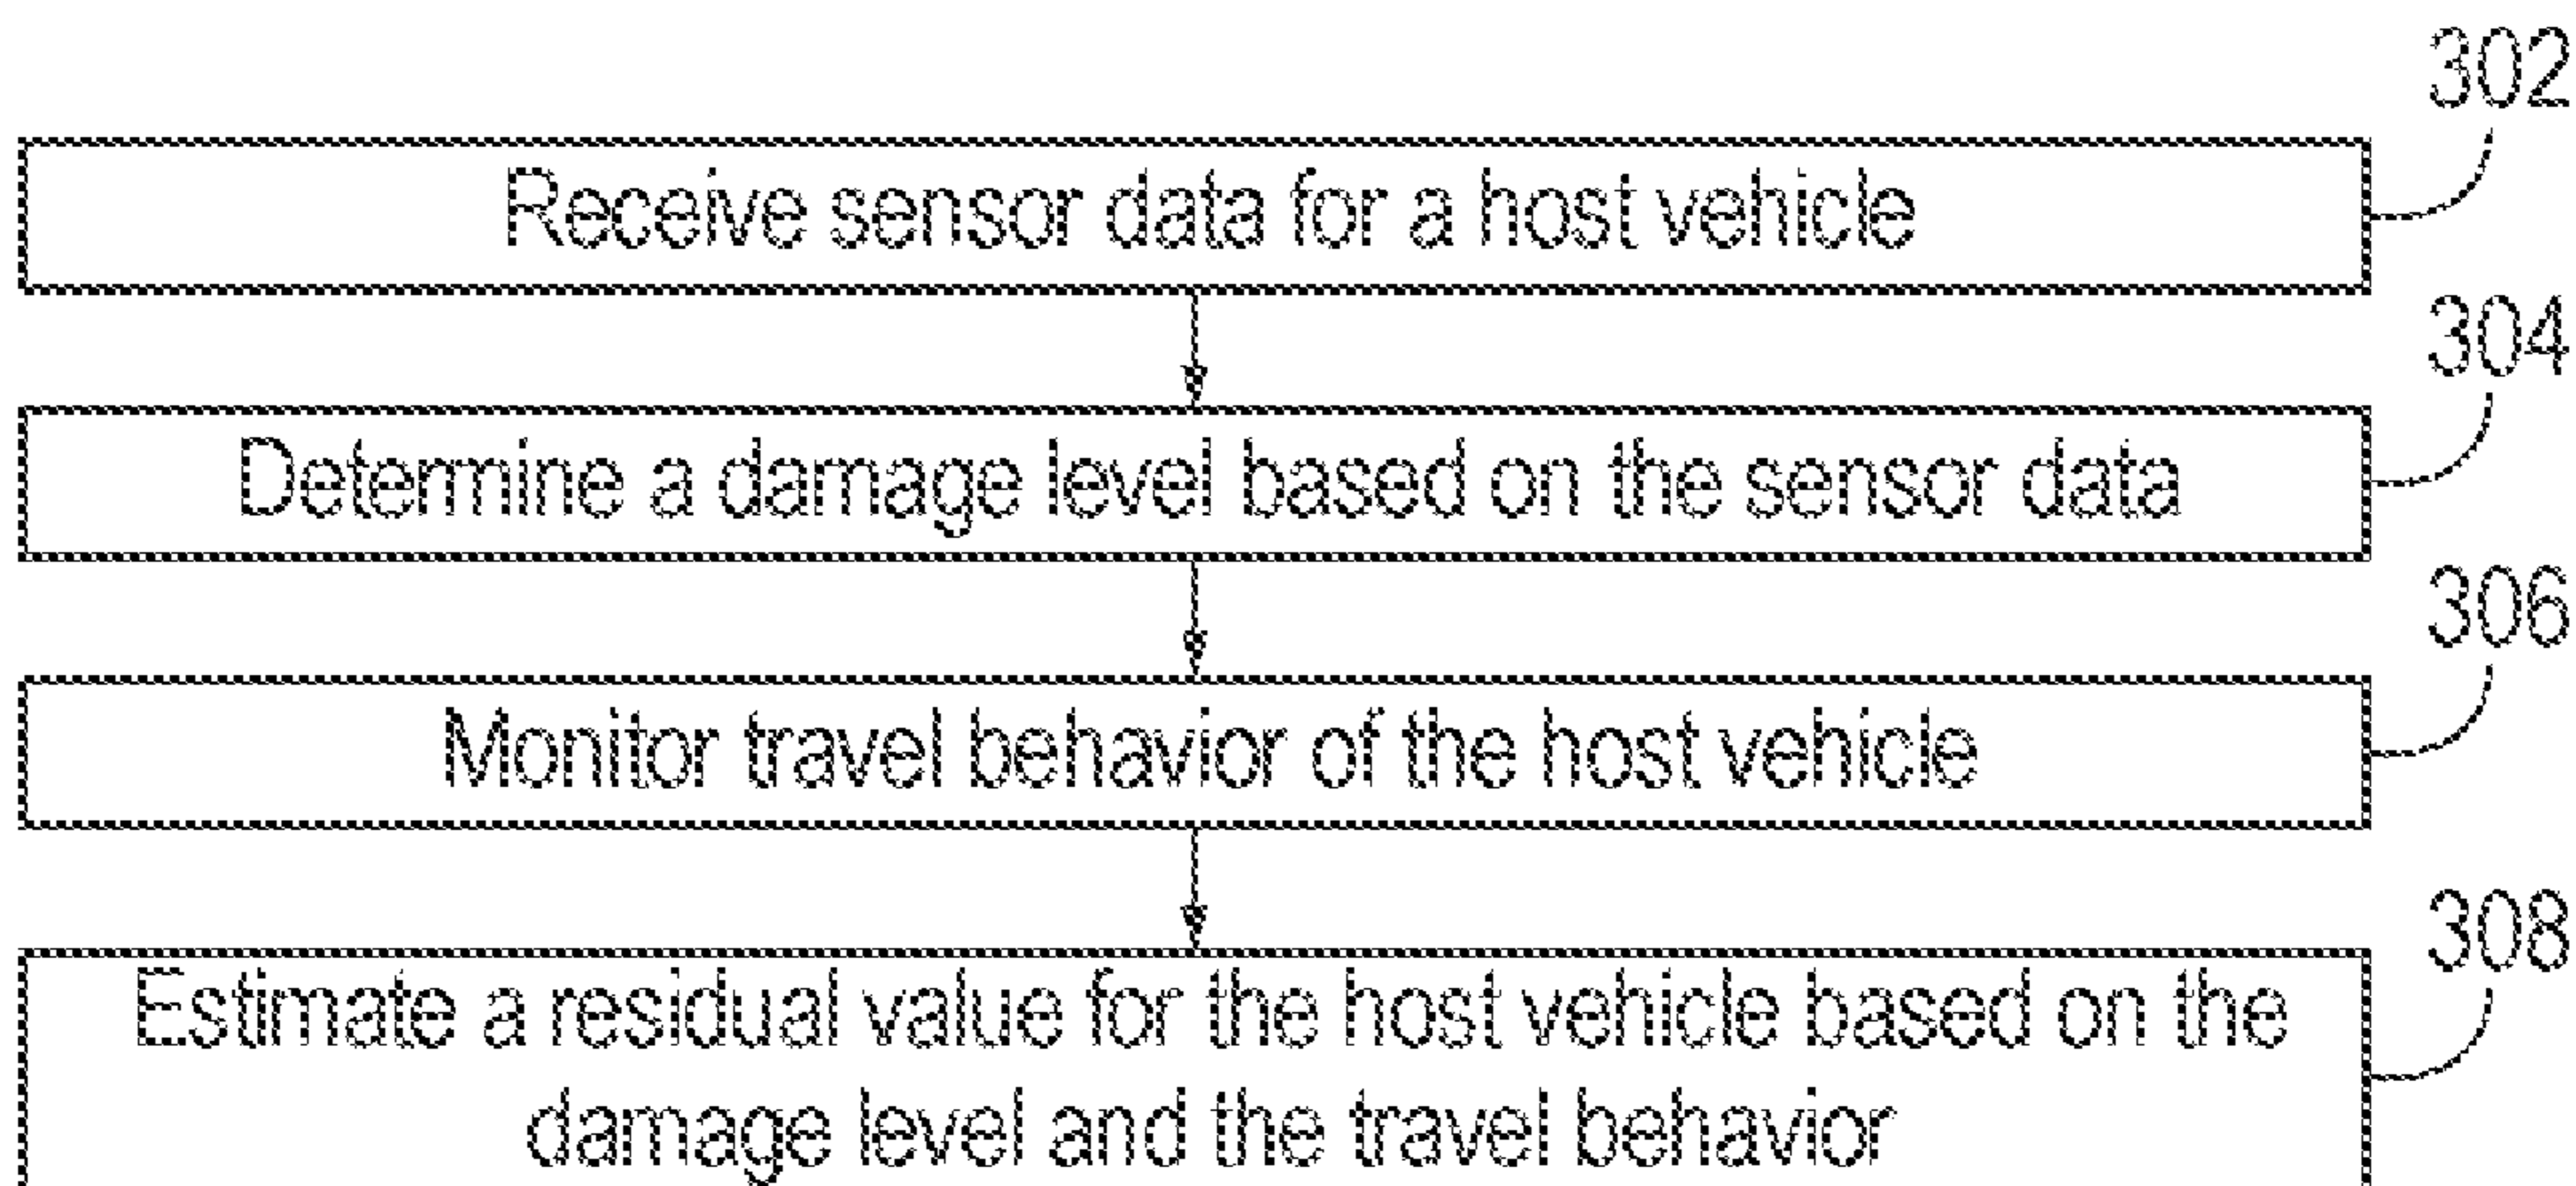 302
Receive sensor data for a host vehicle
304
Determine a damage level based on the sensor data
306
Monitor travel behavior of the host vehicle
308
Estimate a residual value for the host vehicle based on the
damage level and the travel behavior